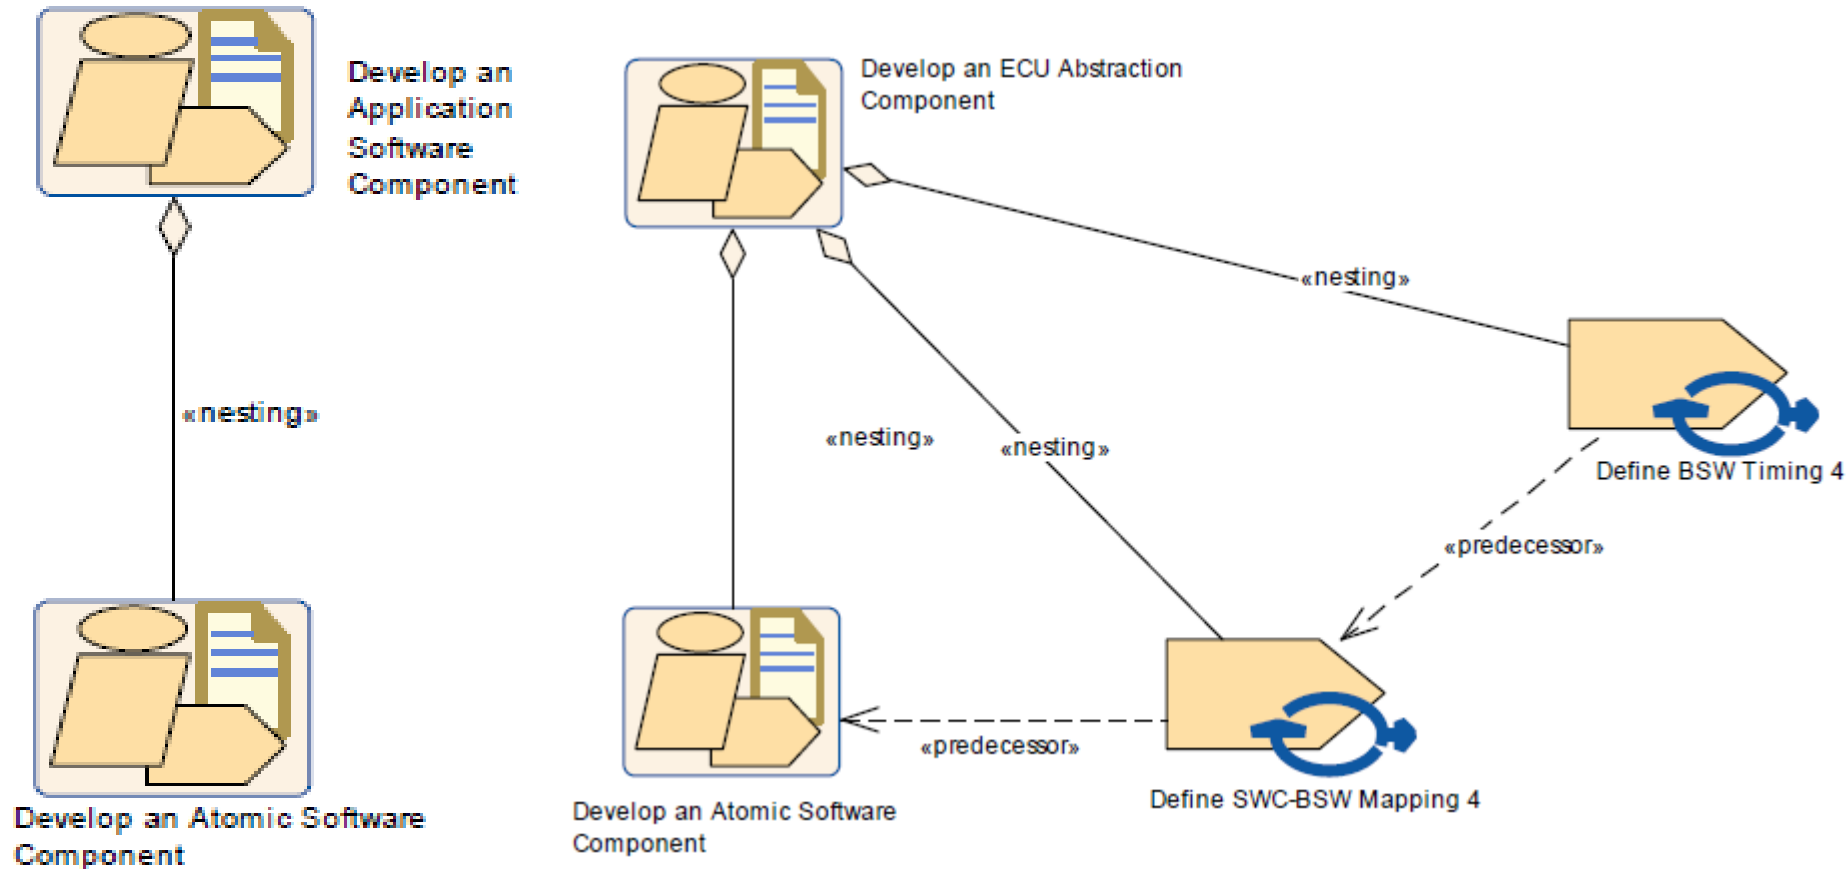 Develop an
Application
Software
Component
«nesting»
Develop an Atomic Software
Component
Develop an ECU Abstraction
Component
«nesting»
«nesting»
«nesting»
Define BSW Timing 4
«predecessor»
«predecessor»
Define SWC-BSW Mapping 4
Develop an Atomic Software
Component